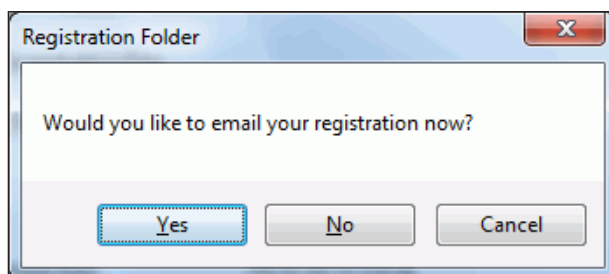 Registration Folder
Would you like to email your registration now?
Yes
No
Cancel